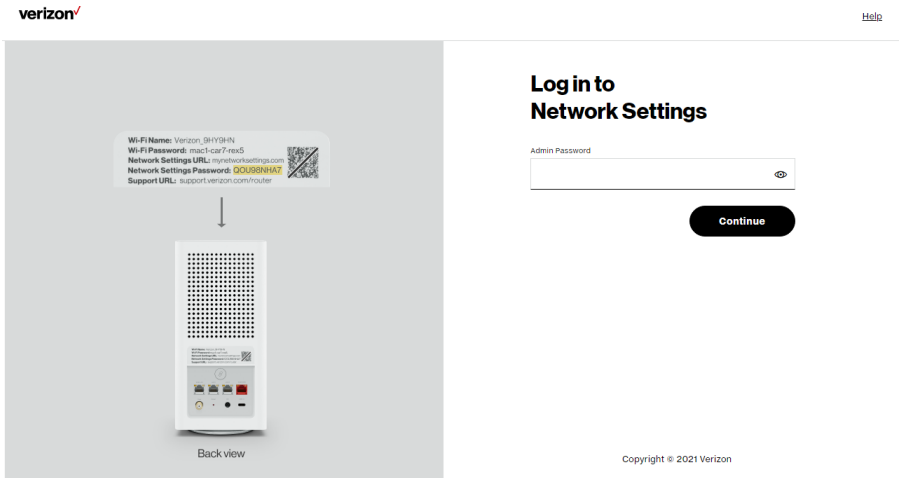 verizon✓
Help
Wi-Fi Name: Verizon_9HY9HN
Wi-Fi Password: mac1-car7-rex5
Network Settings URL: mynetworksettings.com
Network Settings Password: QOU98NHA7
Support URL: support.verizon.com/router
Back view
Log in to
Network Settings
Admin Password
Continue
Copyright © 2021 Verizon